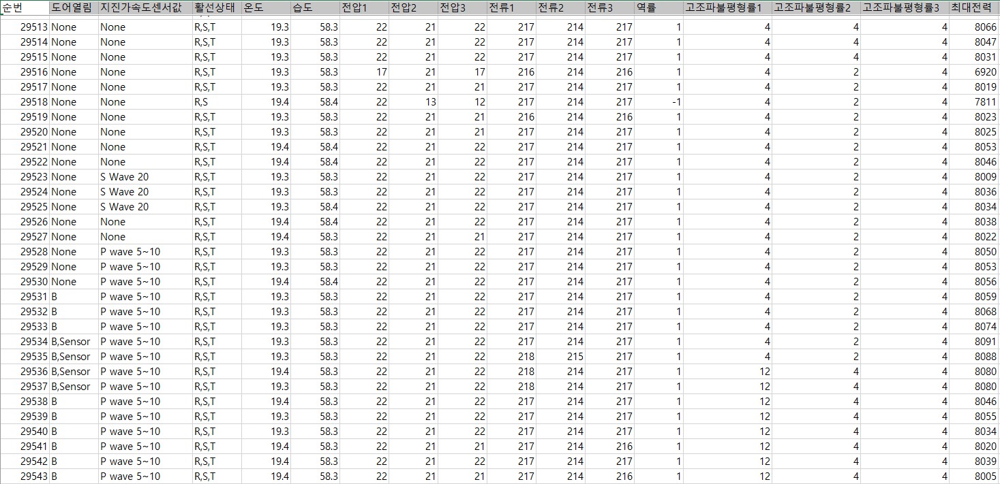 순번 도어열림 지진가속도센서값 활선상태 온도 습도 전압1 전압2 전압3 전류1 전류2 전류3 역률 고조파불평형률1 고조파불평형률2 고조파불평형률3 최대전력
29513 None None R,S,T 19.3 58.3 22 21 22 217 214 217 1 4 4 4 8066
29514 None None R,S,T 19.3 58.3 22 21 22 217 214 217 1 4 4 4 8047
29515 None None R,S,T 19.3 58.3 22 21 22 217 214 217 1 4 4 4 8031
29516 None None R,S,T 19.3 58.3 17 21 17 216 214 216 1 4 2 4 6920
29517 None None R,S,T 19.3 58.3 22 21 21 217 214 217 1 4 2 4 8019
29518 None None R,S 19.4 58.4 22 13 12 217 214 217 -1 4 2 4 7811
29519 None None R,S,T 19.3 58.3 22 21 21 216 214 216 1 4 2 4 8023
29520 None None R,S,T 19.3 58.3 22 21 21 217 214 217 1 4 2 4 8025
29521 None None R,S,T 19.4 58.4 22 21 22 217 214 217 1 4 2 4 8053
29522 None None R,S,T 19.4 58.4 22 21 22 217 214 217 1 4 2 4 8046
29523 None S Wave 20 R,S,T 19.3 58.3 22 21 22 217 214 217 1 4 2 4 8009
29524 None S Wave 20 R,S,T 19.3 58.3 22 21 22 217 214 217 1 4 2 4 8036
29525 None S Wave 20 R,S,T 19.3 58.4 22 21 22 217 214 217 1 4 2 4 8034
29526 None None R,S,T 19.4 58.4 22 21 22 217 214 217 1 4 2 4 8038
29527 None None R,S,T 19.4 58.3 22 21 21 217 214 217 1 4 2 4 8022
29528 None P wave 5~10 R,S,T 19.4 58.3 22 21 22 217 214 217 1 4 2 4 8050
29529 None P wave 5~10 R,S,T 19.4 58.3 22 21 22 217 214 217 1 4 2 4 8053
29530 None P wave 5~10 R,S,T 19.4 58.4 22 21 22 217 214 217 1 4 2 4 8056
29531 B P wave 5~10 R,S,T 19.3 58.3 22 21 22 217 214 217 1 4 2 4 8059
29532 B P wave 5~10 R,S,T 19.3 58.3 22 21 22 217 214 217 1 4 2 4 8068
29533 B P wave 5~10 R,S,T 19.3 58.3 22 21 22 217 214 217 1 4 2 4 8074
29534 B,Sensor P wave 5~10 R,S,T 19.3 58.3 22 21 22 217 214 217 1 4 2 4 8091
29535 B,Sensor P wave 5~10 R,S,T 19.3 58.3 22 21 22 218 215 217 1 4 2 4 8088
29536 B,Sensor P wave 5~10 R,S,T 19.4 58.3 22 21 22 218 214 217 1 12 4 4 8080
29537 B,Sensor P wave 5~10 R,S,T 19.3 58.3 22 21 22 218 214 217 1 12 4 4 8080
29538 B P wave 5~10 R,S,T 19.4 58.3 22 21 22 217 214 217 1 12 4 4 8046
29539 B P wave 5~10 R,S,T 19.3 58.3 22 21 22 217 214 217 1 12 4 4 8055
29540 B P wave 5~10 R,S,T 19.3 58.3 22 21 22 217 214 217 1 12 4 4 8034
29541 B P wave 5~10 R,S,T 19.4 58.3 22 21 21 217 214 216 1 12 4 4 8020
29542 B P wave 5~10 R,S,T 19.4 58.3 22 21 22 217 214 217 1 12 4 4 8039
29543 B P wave 5~10 R,S,T 19.4 58.3 22 21 21 217 214 216 1 12 4 4 8005